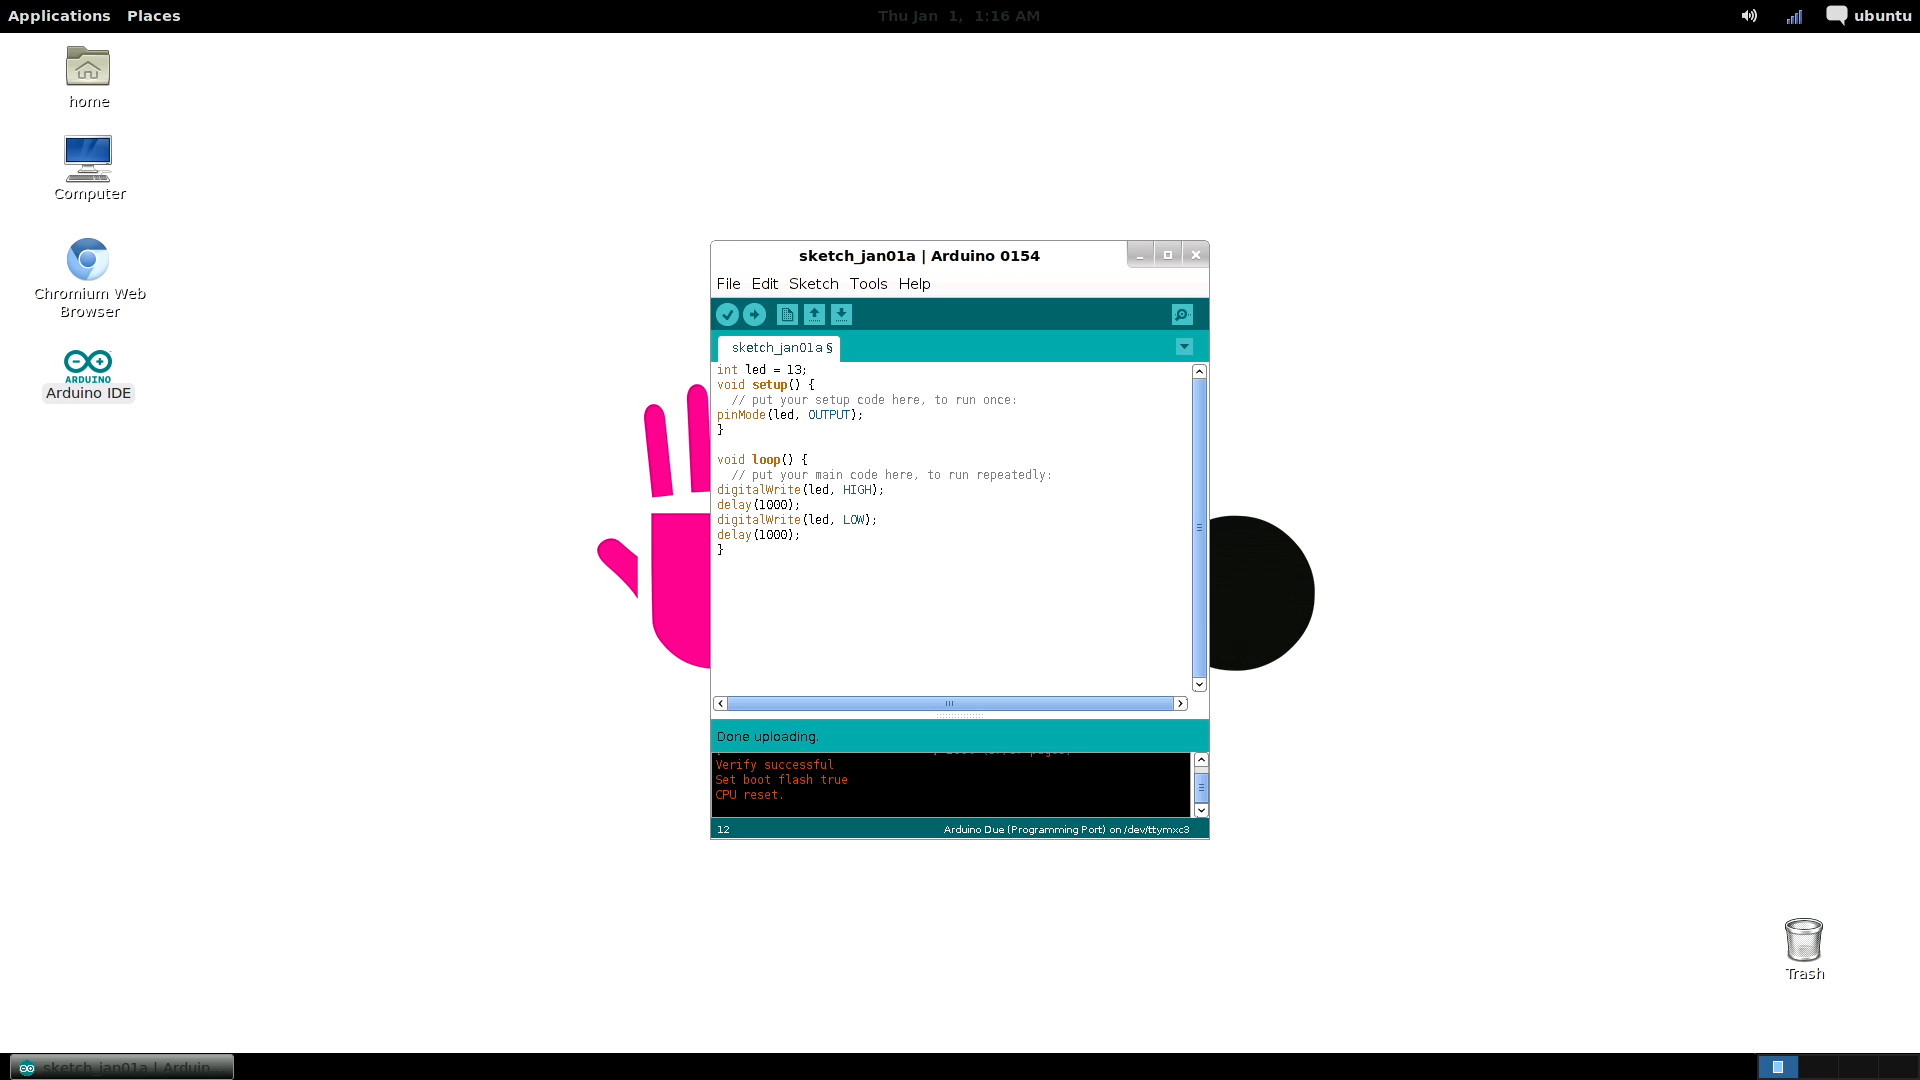 Applications Places
Thu Jan 1, 1:16 AM
ubuntu
home
Computer
Chromium Web
Browser
ARDUINO
Arduino IDE
sketch_jan01a | Arduino 0154
File Edit Sketch Tools Help
sketch_jan01a §
int led = 13;
void setup() {
// put your setup code here, to run once:
pinMode(led, OUTPUT);
}
void loop() {
// put your main code here, to run repeatedly:
digitalWrite(led, HIGH);
delay(1000);
digitalWrite(led, LOW);
delay(1000);
}
Done uploading.
Verify successful
Set boot flash true
CPU reset.
12
Arduino Due (Programming Port) on /dev/ttymxc3
Trash
sketch_jan01a | Arduin